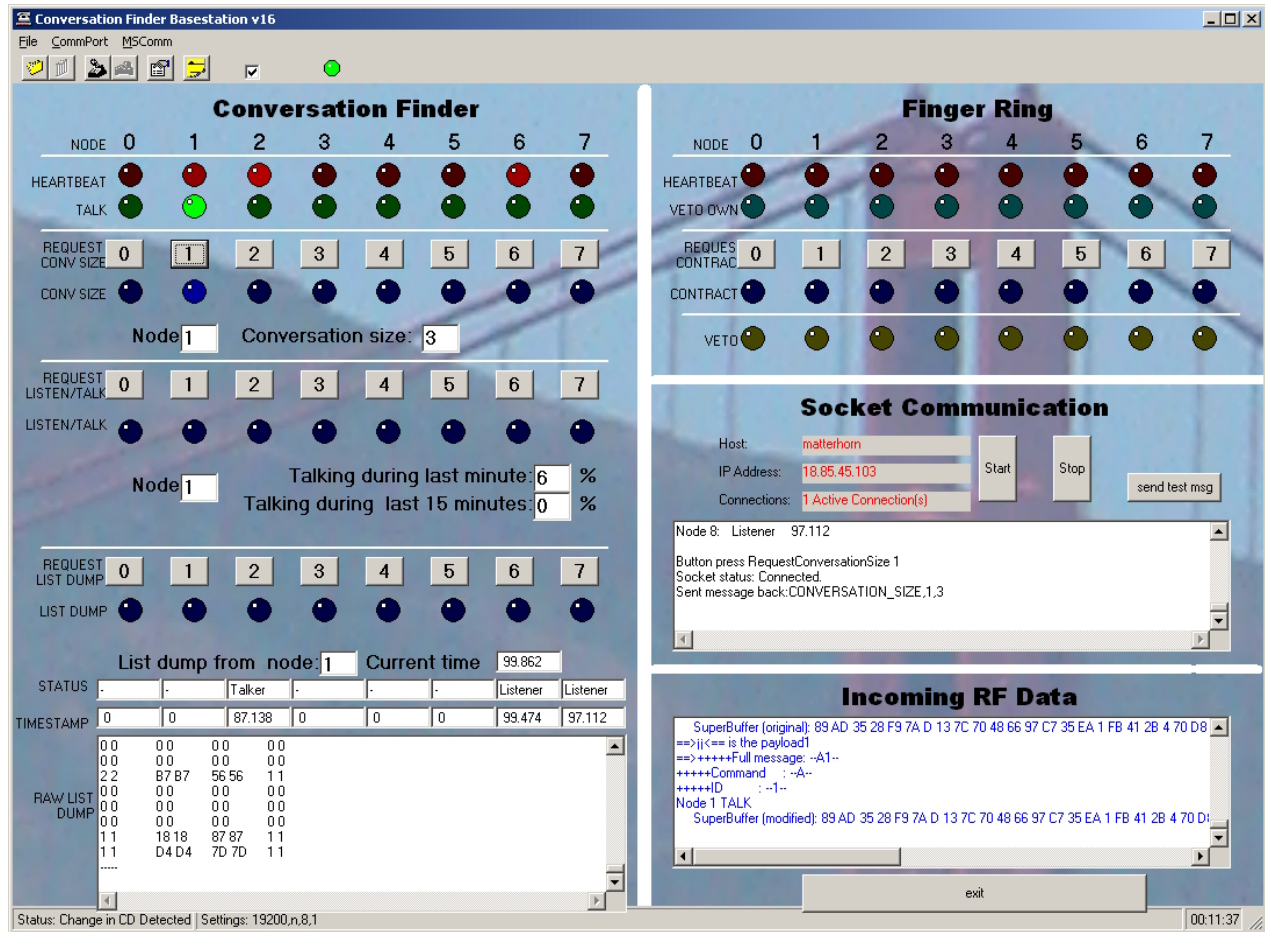 Conversation Finder Basestation v16
File CommPort MSComm
Conversation Finder
NODE 0 1 2 3 4 5 6 7
HEARTBEAT
TALK
REQUEST
CONV SIZE 0 1 2 3 4 5 6 7
CONV SIZE
Node 1 Conversation size: 3
REQUEST
LISTEN/TALK 0 1 2 3 4 5 6 7
LISTEN/TALK
Node 1
Talking during last minute: 6 %
Talking during last 15 minutes: 0 %
REQUEST
LIST DUMP 0 1 2 3 4 5 6 7
LIST DUMP
List dump from node: 1 Current time 99.862
STATUS - - Talker - - - Listener Listener
TIMESTAMP 0 0 87.138 0 0 0 99.474 97.112
RAW LIST
DUMP
0 0 0 0 0 0 0 0
0 0 0 0 0 0 0 0
2 2 B7 B7 56 56 1 1
0 0 0 0 0 0 0 0
0 0 0 0 0 0 0 0
0 0 0 0 0 0 0 0
1 1 18 18 87 87 1 1
1 1 D4 D4 7D 7D 1 1
-----
Finger Ring
NODE 0 1 2 3 4 5 6 7
HEARTBEAT
VETO OWN
REQUES
CONTRAC 0 1 2 3 4 5 6 7
CONTRACT
VETO
Socket Communication
Host: matterhorn
IP Address: 18.85.45.103
Connections: 1 Active Connection(s)
Start
Stop
send test msg
Node 8: Listener 97.112
Button press RequestConversationSize 1
Socket status: Connected.
Sent message back:CONVERSATION_SIZE,1,3
Incoming RF Data
SuperBuffer (original): 89 AD 35 28 F9 7A D 13 7C 70 48 66 97 C7 35 EA 1 FB 41 2B 4 70 D8
==>jj<== is the payload1
==>+++++Full message: --A1--
+++++Command : --A--
+++++ID : --1--
Node 1 TALK
SuperBuffer (modified): 89 AD 35 28 F9 7A D 13 7C 70 48 66 97 C7 35 EA 1 FB 41 2B 4 70
exit
Status: Change in CD Detected Settings: 19200,n,8,1 00:11:37